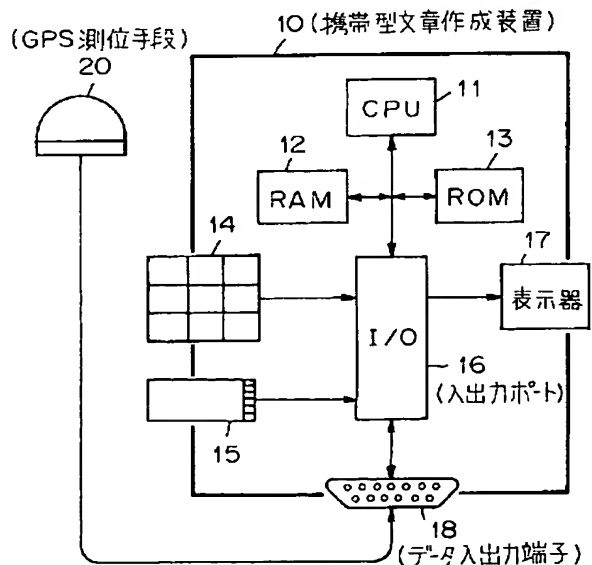 10(携帯型文章作成装置)
(GPS測位手段)
20
CPU
11
12
RAM
13
ROM
14
17
表示器
I/O
16
(入出力ポート)
15
18
(データ入出力端子)